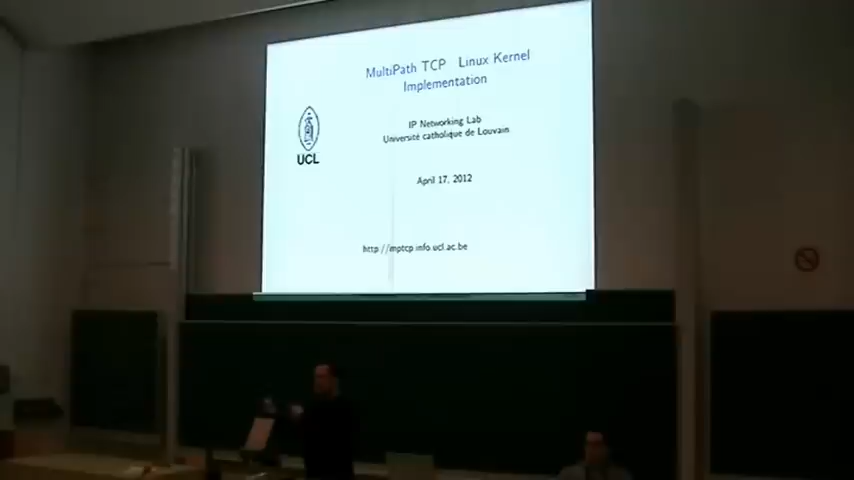 MultiPath TCP Linux Kernel
Implementation
IP Networking Lab
Université catholique de Louvain
UCL
April 17, 2012
http //mptcp info ucl ac be